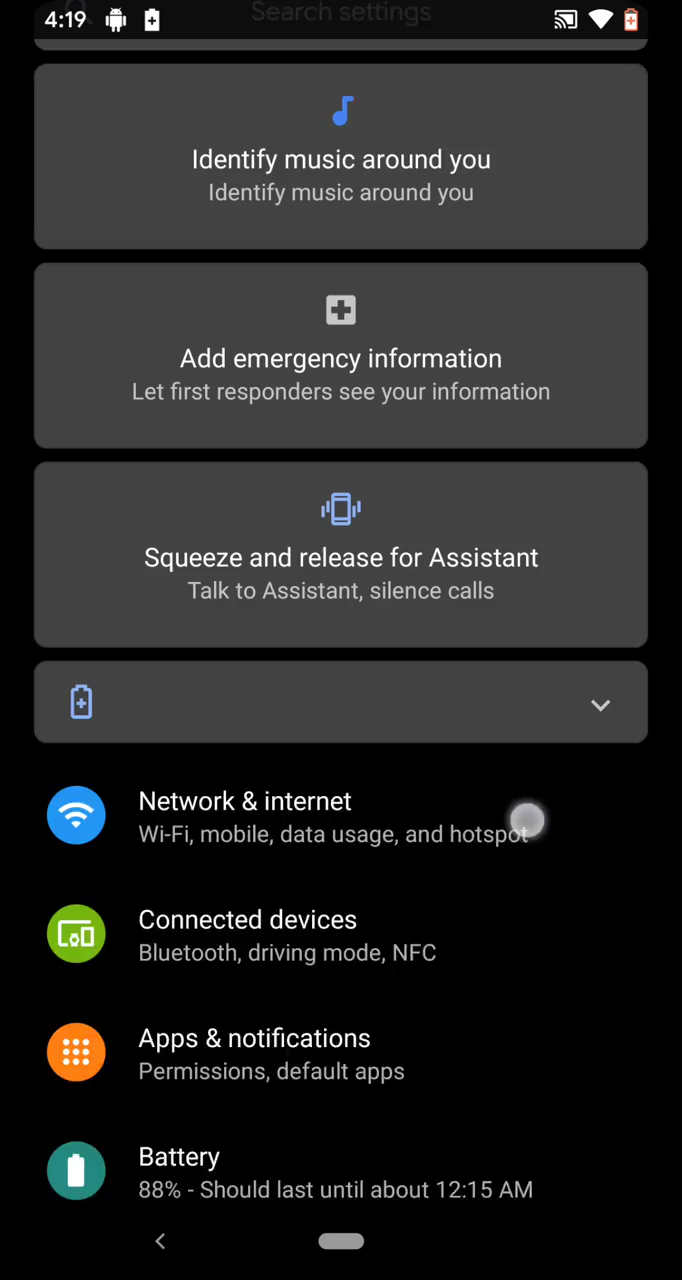 4:19
Search settings
Identify music around you
Identify music around you
Add emergency information
Let first responders see your information
Squeeze and release for Assistant
Talk to Assistant, silence calls
Network & internet
Wi-Fi, mobile, data usage, and hotspot
Connected devices
Bluetooth, driving mode, NFC
Apps & notifications
Permissions, default apps
Battery
88% - Should last until about 12:15 AM